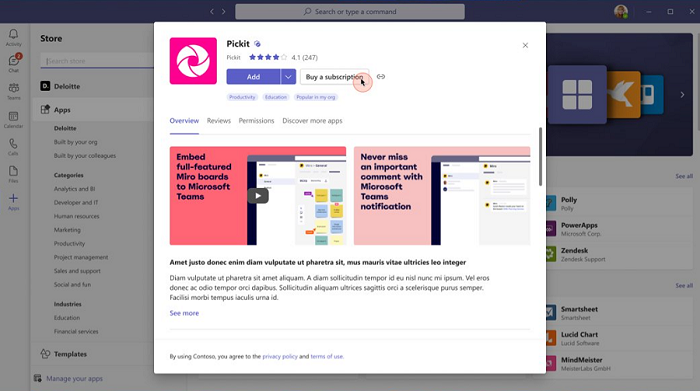 Search or type a command
Activity
Chat
Teams
Calendar
Calls
Files
Apps
Store
Search store
Deloitte
Apps
Deloitte
Built by your org
Built by your colleagues
Categories
Analytics and BI
Developer and IT
Human resources
Marketing
Productivity
Project management
Sales and support
Social and fun
Industries
Education
Financial services
Templates
Manage your apps
Pickit
Pickit
4.1 (247)
Add
Buy a subscription
Productivity
Education
Popular in my org
Overview
Reviews
Permissions
Discover more apps
Embed
full-featured
Miro boards
to Microsoft
Teams
Never miss
an important
comment with
Microsoft
Teams
notification
Amet justo donec enim diam vulputate ut pharetra sit, mus mauris vitae ultricies leo integer
Diam vulputate ut pharetra sit amet aliquam. A diam sollicitudin tempor id eu nisl nunc mi ipsum. Vel eros
donec ac odio tempor orci dapibus. Sollicitudin aliquam ultrices sagittis orci a scelerisque purus semper.
Facilisi morbi tempus iaculis urna id.
See more
By using Contoso, you agree to the privacy policy and terms of use.
See all
Polly
Polly
PowerApps
Microsoft Corp.
Zendesk
Zendesk Support
See all
Smartsheet
Smartsheet
Lucid Chart
Lucid Software
MindMeister
MeisterLabs GmbH